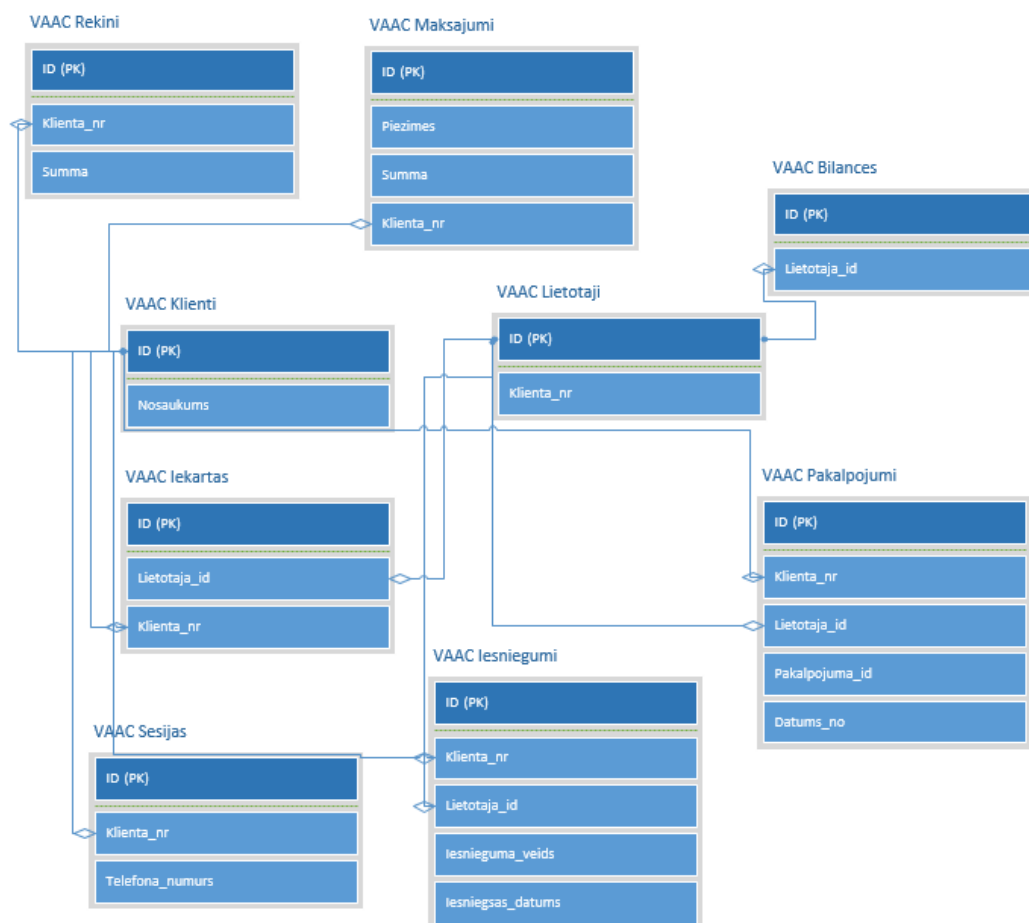 VAAC Rekini
ID (PK)
Klienta_nr
Summa
VAAC Maksajumi
ID (PK)
Piezimes
Summa
Klienta_nr
VAAC Bilances
ID (PK)
Lietotaja_id
VAAC Klienti
ID (PK)
Nosaukums
VAAC Lietotaji
ID (PK)
Klienta_nr
VAAC Iekartas
ID (PK)
Lietotaja_id
Klienta_nr
VAAC Pakalpojumi
ID (PK)
Klienta_nr
Lietotaja_id
Pakalpojuma_id
Datums_no
VAAC Iesniegumi
ID (PK)
Klienta_nr
Lietotaja_id
Iesnieguma_veids
Iesniegsas_datums
VAAC Sesijas
ID (PK)
Klienta_nr
Telefona_numurs